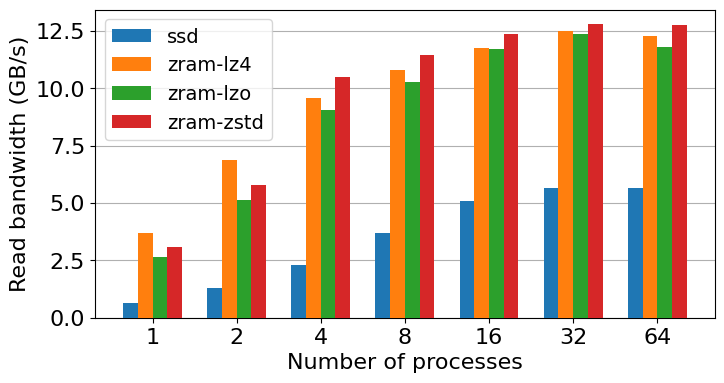 ssd
zram-lz4
zram-lzo
zram-zstd
Read bandwidth (GB/s)
12.5
10.0
7.5
5.0
2.5
0.0
1 2 4 8 16 32 64
Number of processes